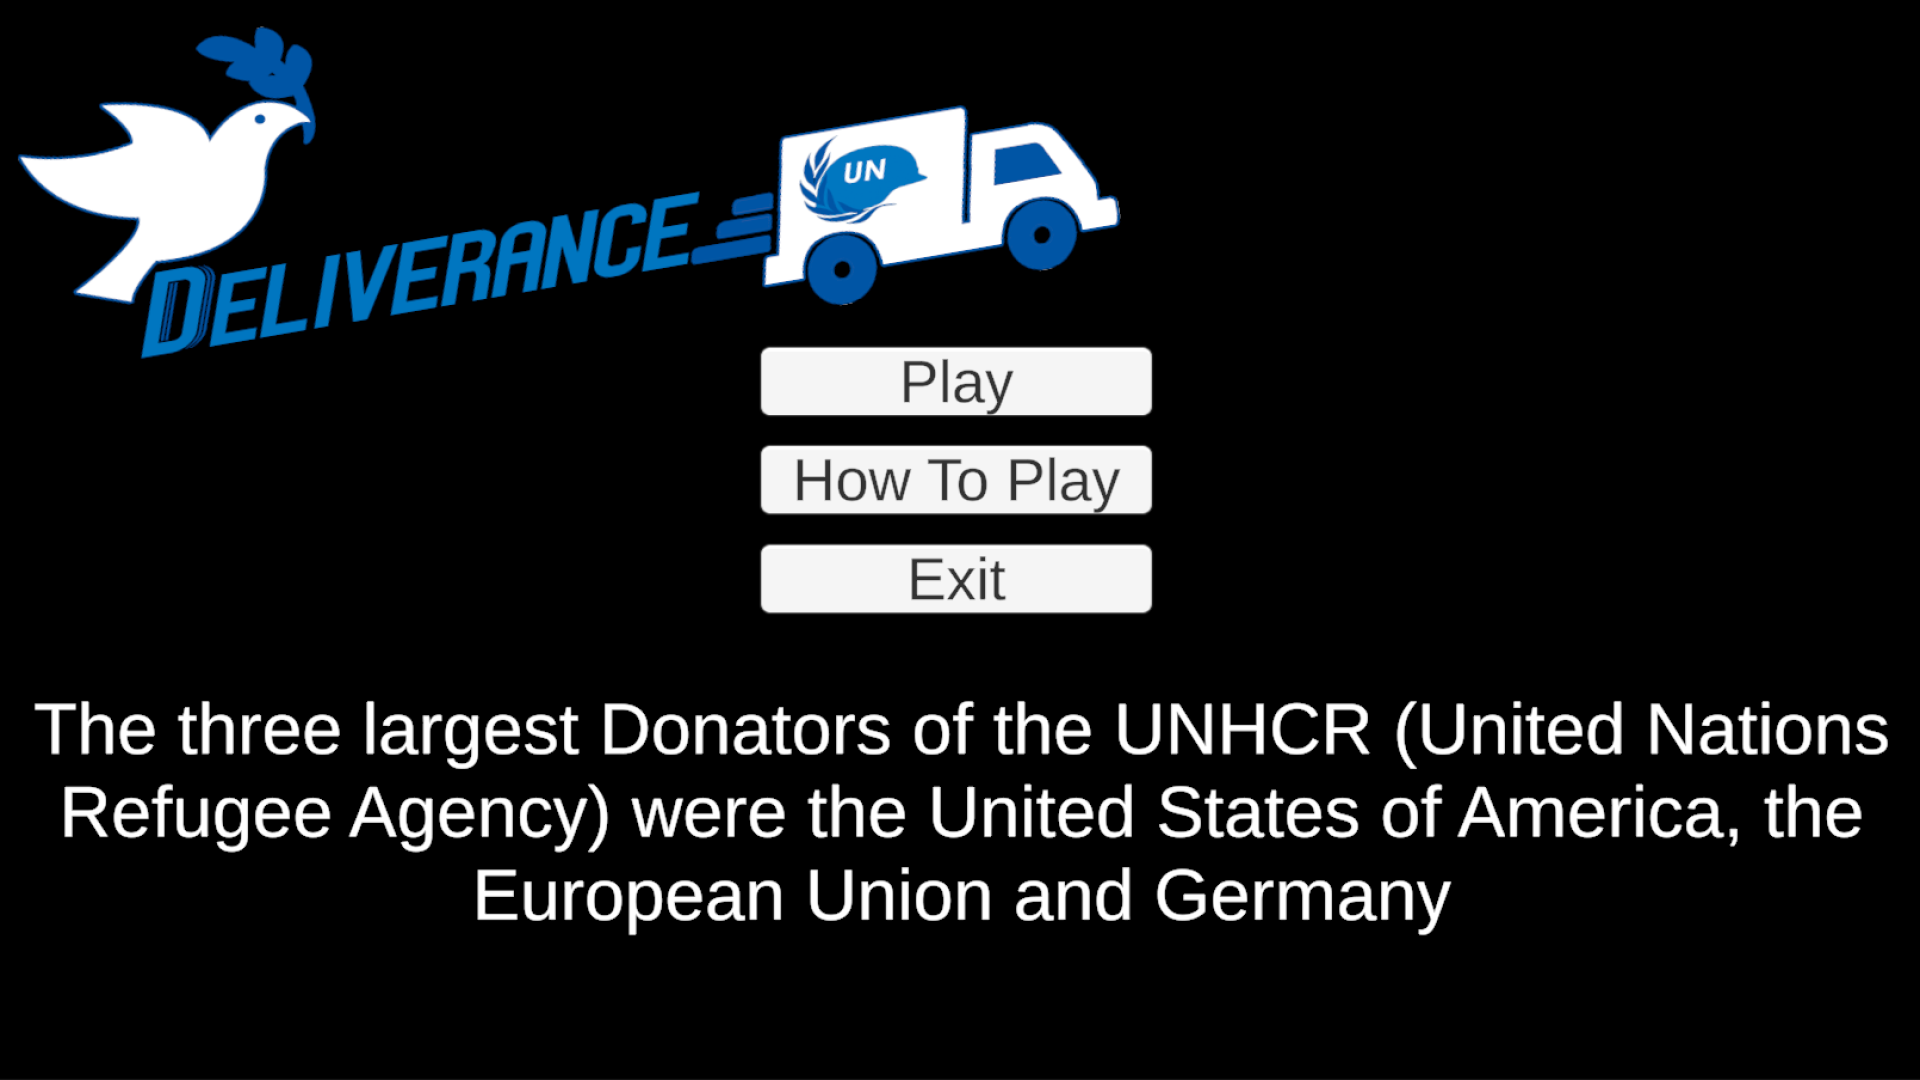 UN
DELIVERANCE
Play
How To Play
Exit
The three largest Donators of the UNHCR (United Nations
Refugee Agency) were the United States of America, the
European Union and Germany